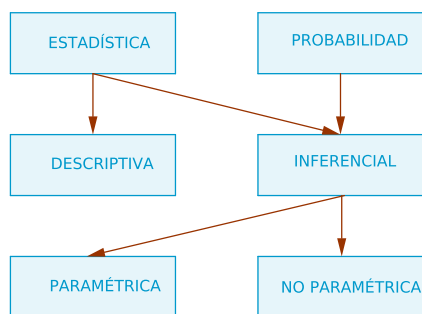 ESTADÍSTICA
PROBABILIDAD
DESCRIPTIVA
INFERENCIAL
PARAMÉTRICA
NO PARAMÉTRICA